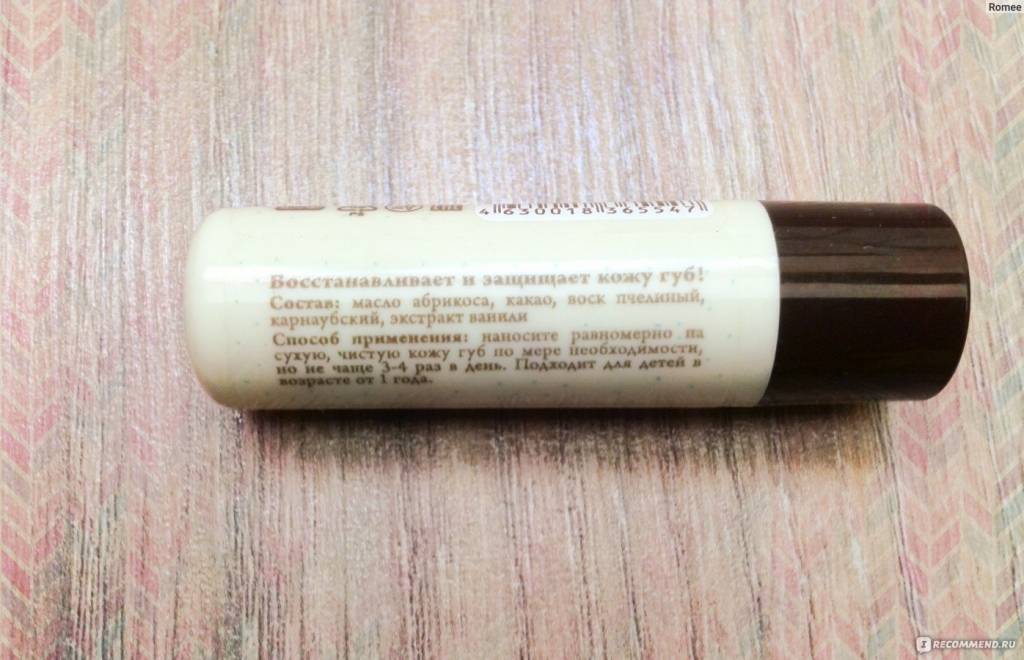 Romee
4630018363347
Восстанавливает и защищает кожу губ!
Состав: масло абрикоса, какао, воск пчелиный,
карнаубский, экстракт ванили
Способ применения: наносите равномерно на
сухую, чистую кожу губ по мере необходимости,
но не чаще 3-4 раз в день. Подходит для детей в
возрасте от 1 года.
IRECOMMEND.RU